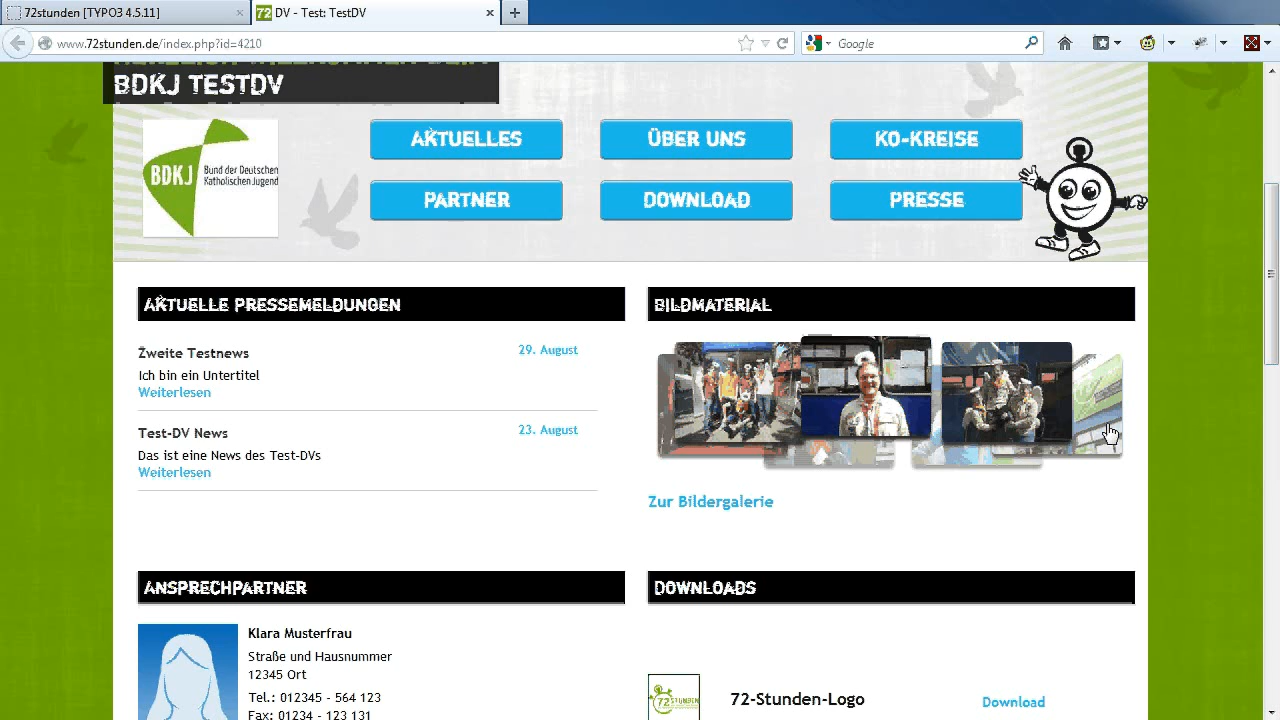 72stunden [TYPO3 4.5.11]
72 DV - Test: TestDV
www.72stunden.de/index.php?id=4210
Google
BDKJ TESTDV
BDKJ
Bund der Deutschen
Katholischen Jugend
AKTUELLES
ÜBER UNS
KO-KREISE
PARTNER
DOWNLOAD
PRESSE
AKTUELLE PRESSEMELDUNGEN
Zweite Testnews
29. August
Ich bin ein Untertitel
Weiterlesen
Test-DV News
23. August
Das ist eine News des Test-DVs
Weiterlesen
BILDMATERIAL
Zur Bildergalerie
ANSPRECHPARTNER
Klara Musterfrau
Straße und Hausnummer
12345 Ort
Tel.: 012345 - 564 123
Fax: 01234 - 123 131
DOWNLOADS
72 STUNDEN
72-Stunden-Logo
Download